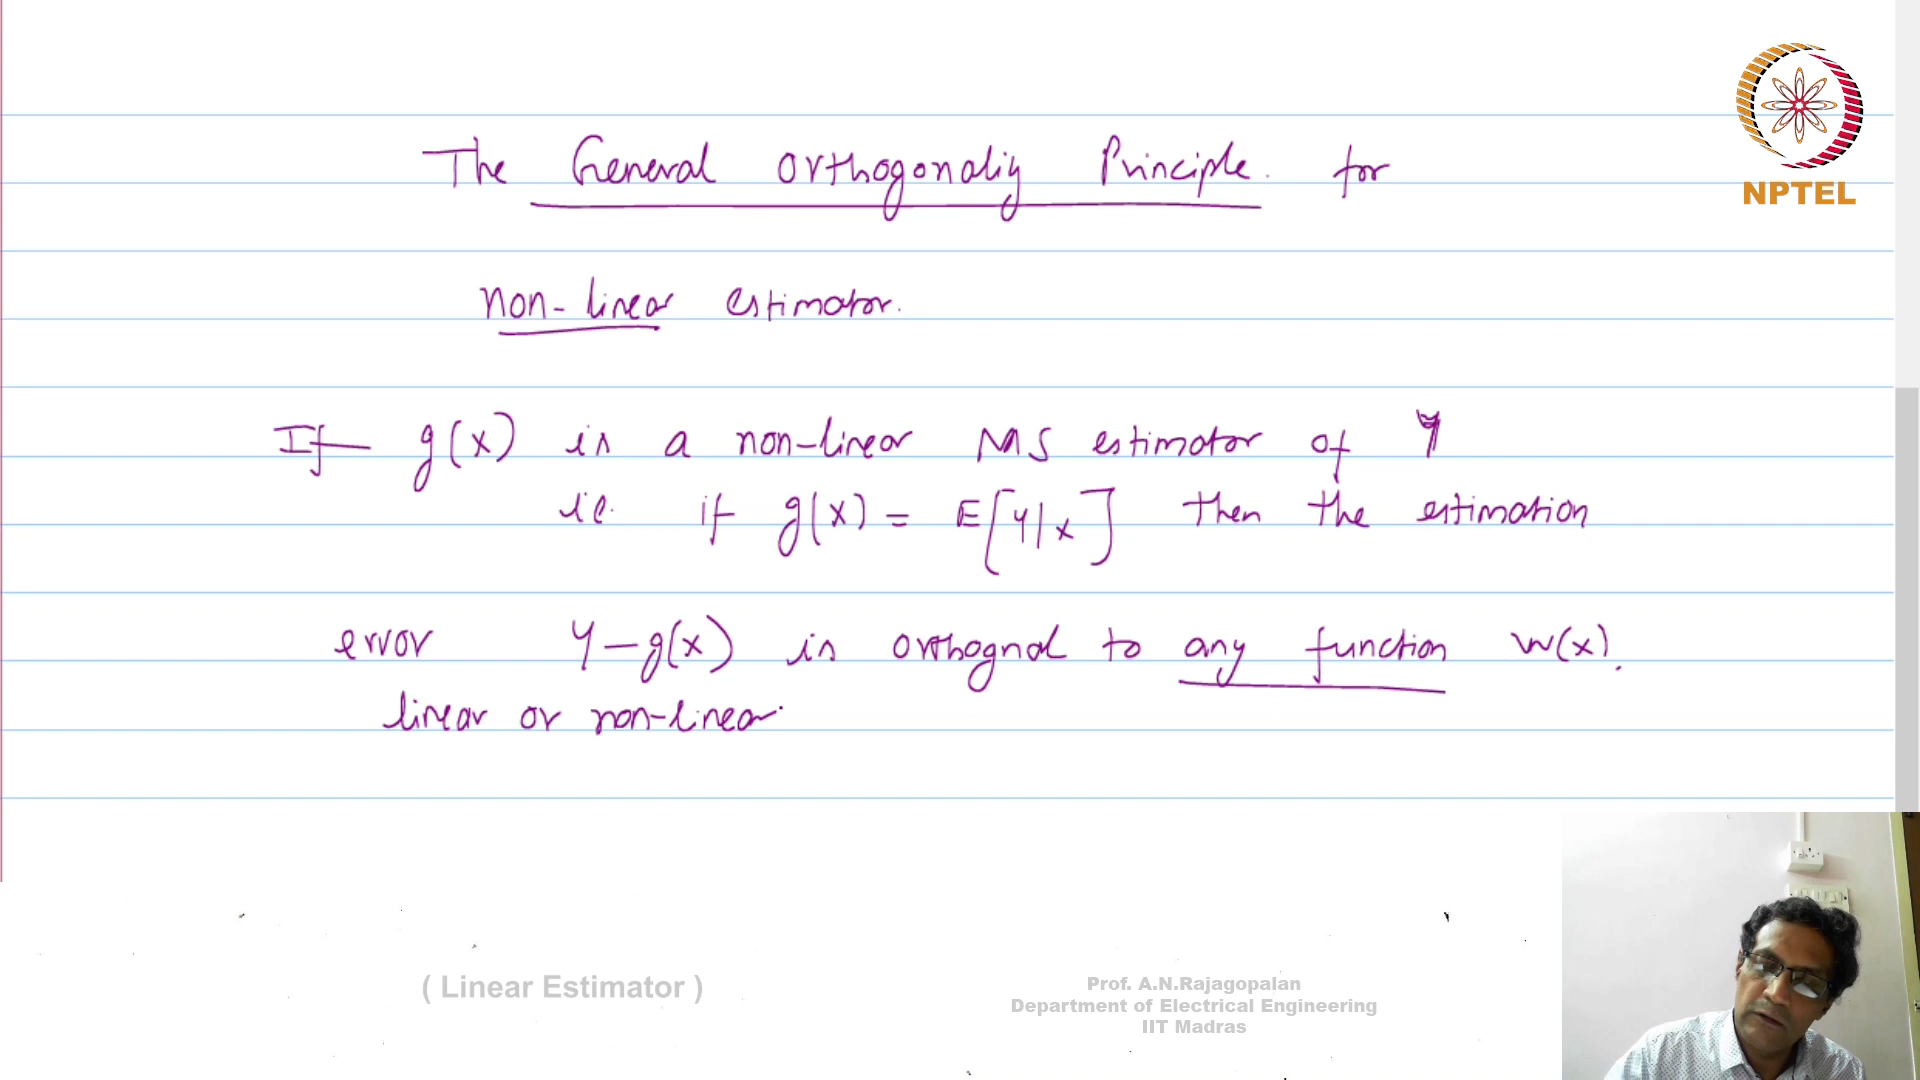 NPTEL
The General Orthogonaliy Principle. for
non-linear estimator.
If g(x) is a non-linear MS estimator of Y
ie. if g(x) = E[Y|x] then the estimation
error Y-g(x) is orthognal to any function w(x).
linear or non-linear.
( Linear Estimator )
Prof. A.N.Rajagopalan
Department of Electrical Engineering
IIT Madras